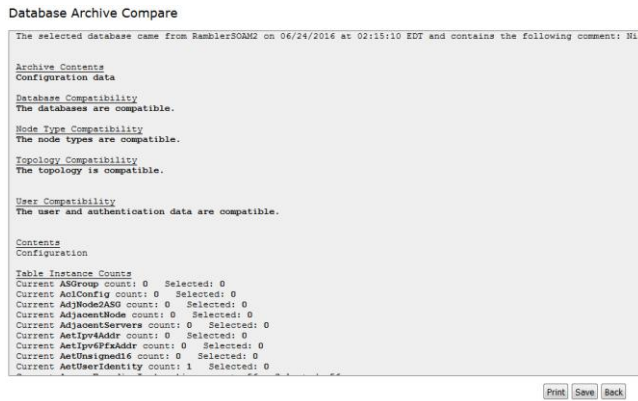 Database Archive Compare
The selected database came from RamblerSOAM2 on 06/24/2016 at 02:15:10 EDT and contains the following comment: Ni
Archive Contents
Configuration data
Database Compatibility
The databases are compatible.
Node Type Compatibility
The node types are compatible.
Topology Compatibility
The topology is compatible.
User Compatibility
The user and authentication data are compatible.
Contents
Configuration
Table Instance Counts
Current ASGroup count: 0 Selected: 0
Current AclConfig count: 0 Selected: 0
Current AdjNode2ASG count: 0 Selected: 0
Current AdjacentNode count: 0 Selected: 0
Current AdjacentServers count: 0 Selected: 0
Current AetIpv4Addr count: 0 Selected: 0
Current AetIpv6PfxAddr count: 0 Selected: 0
Current AetUnsigned16 count: 0 Selected: 0
Current AetUserIdentity count: 1 Selected: 0
Print Save Back